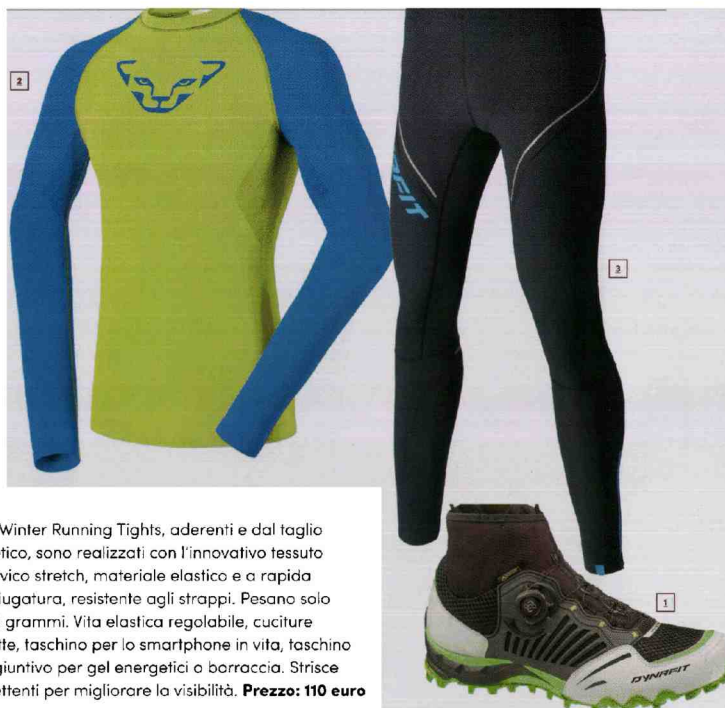 2
DYNAFIT
3
Winter Running Tights, aderenti e dal taglio
tico, sono realizzati con l'innovativo tessuto
vico stretch, materiale elastico e a rapida
iugatura, resistente agli strappi. Pesano solo
grammi. Vita elastica regolabile, cuciture
tte, taschino per lo smartphone in vita, taschino
giuntivo per gel energetici o borraccia. Strisce
ettenti per migliorare la visibilità. Prezzo: 110 euro
1
DYNAFIT